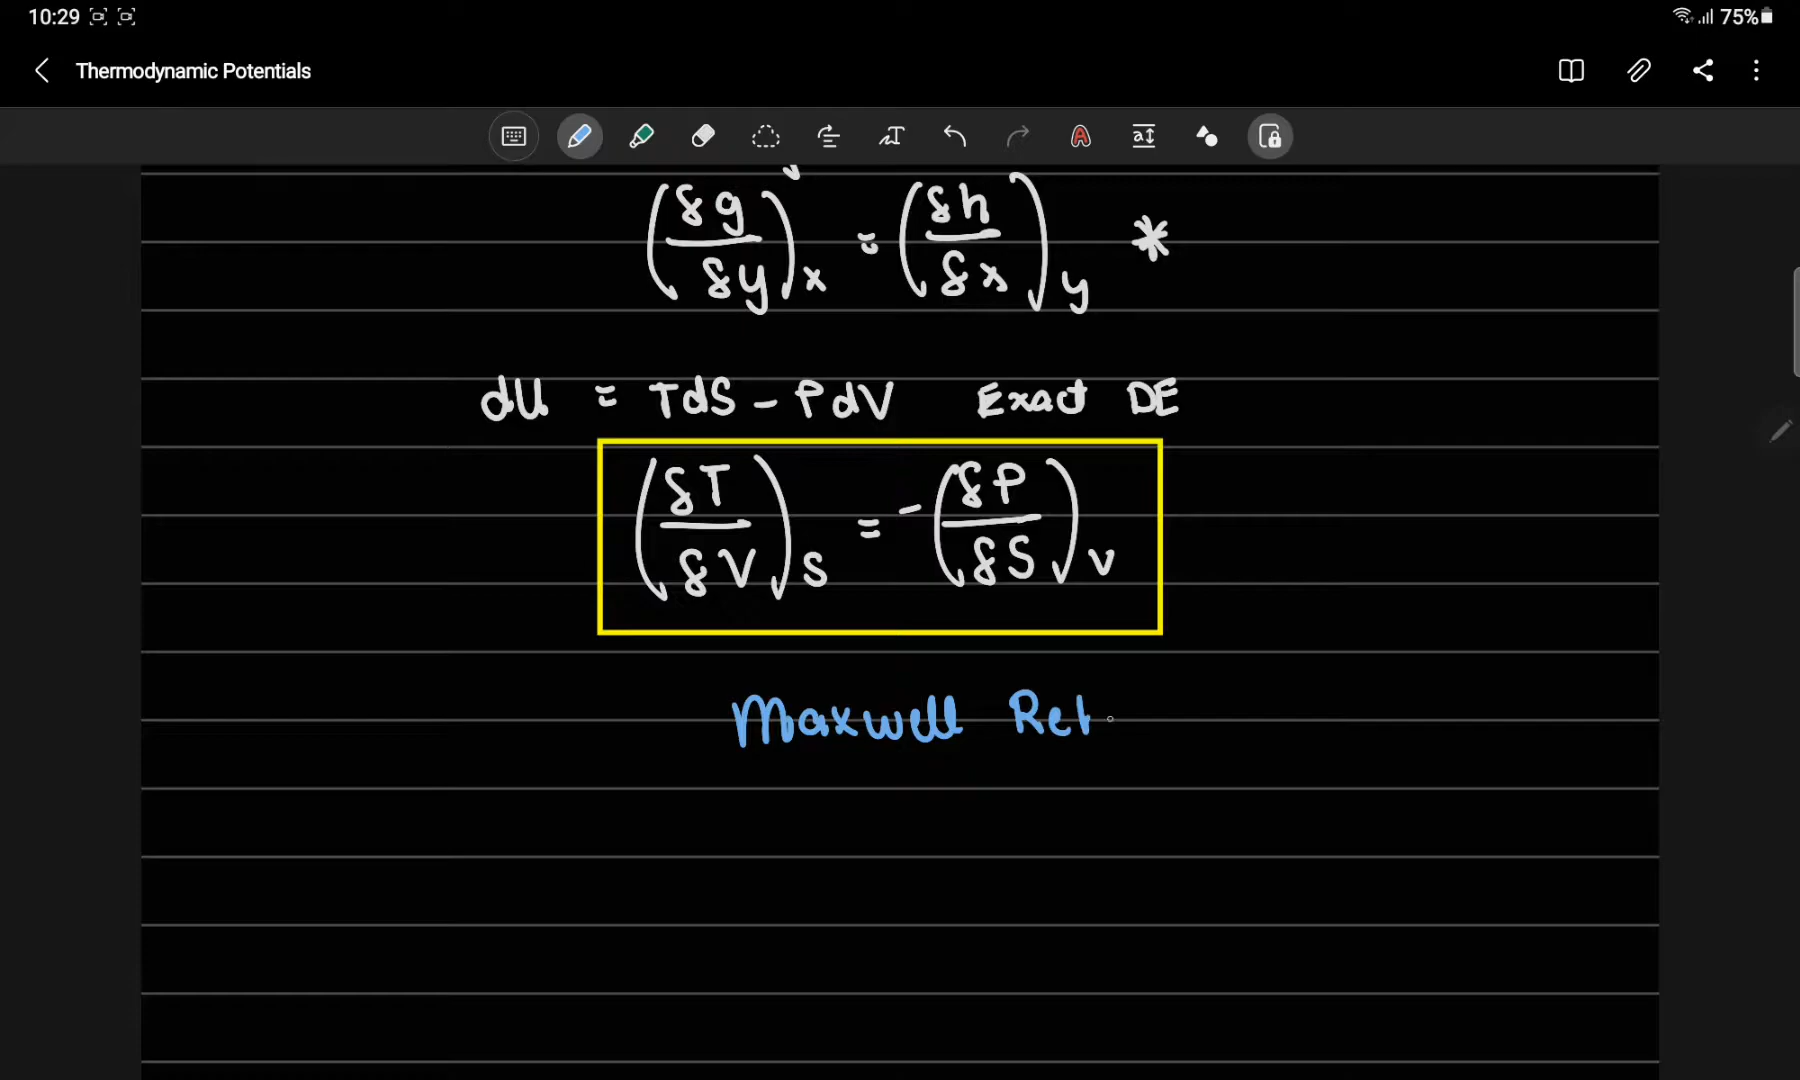 10:29 75%
Thermodynamic Potentials
(δg/δy)x = (δh/δx)y *
dU = TdS - PdV Exact DE
(δT/δV)S = -(δP/δS)V
Maxwell Rel